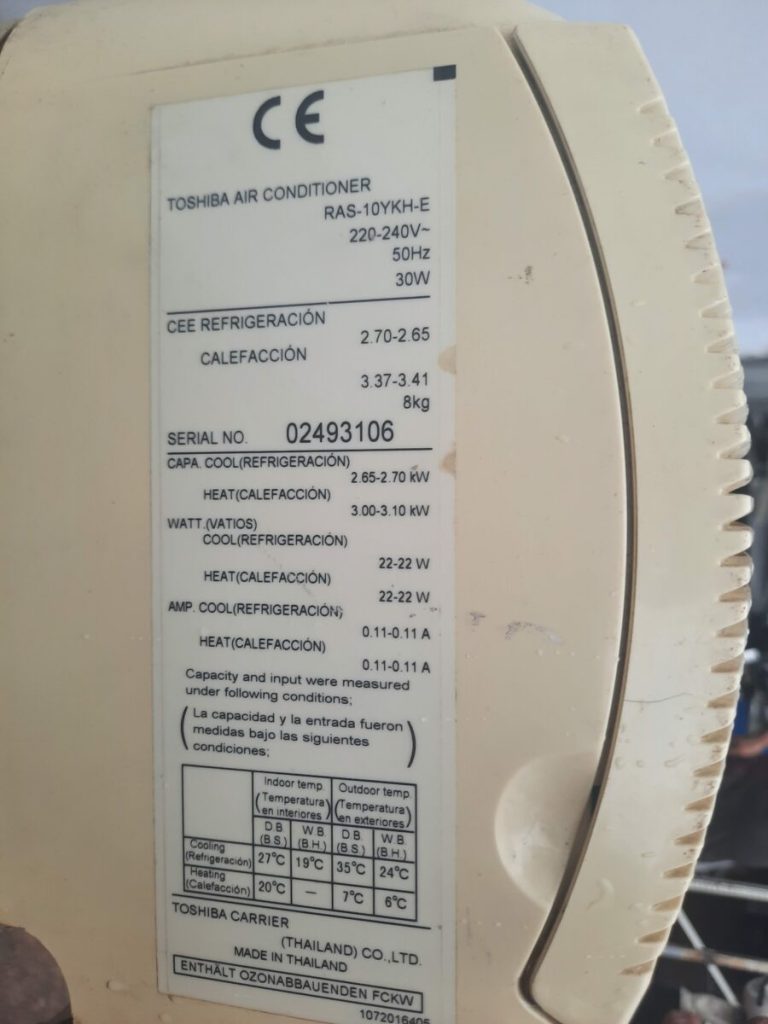 CE
TOSHIBA AIR CONDITIONER
RAS-10YKH-E
220-240V~
50Hz
30W
CEE REFRIGERACIÓN
2.70-2.65
CALEFACCIÓN
3.37-3.41
8kg
SERIAL NO. 02493106
CAPA. COOL(REFRIGERACIÓN)
2.65-2.70 kW
HEAT(CALEFACCIÓN)
3.00-3.10 kW
WATT.(VATIOS)
COOL(REFRIGERACIÓN)
22-22 W
HEAT(CALEFACCIÓN)
22-22 W
AMP. COOL(REFRIGERACIÓN)
0.11-0.11 A
HEAT(CALEFACCIÓN)
0.11-0.11 A
Capacity and input were measured
under following conditions;
(La capacidad y la entrada fueron
medidas bajo las siguientes
condiciones;)
Indoor temp. Outdoor temp.
(Temperatura en interiores) (Temperatura en exteriores)
D.B. W.B. D.B. W.B.
(B.S.) (B.H.) (B.S.) (B.H.)
Cooling
(Refrigeración) 27°C 19°C 35°C 24°C
Heating
(Calefacción) 20°C — 7°C 6°C
TOSHIBA CARRIER
(THAILAND) CO.,LTD.
MADE IN THAILAND
ENTHÄLT OZONABBAUENDEN FCKW
1072016406